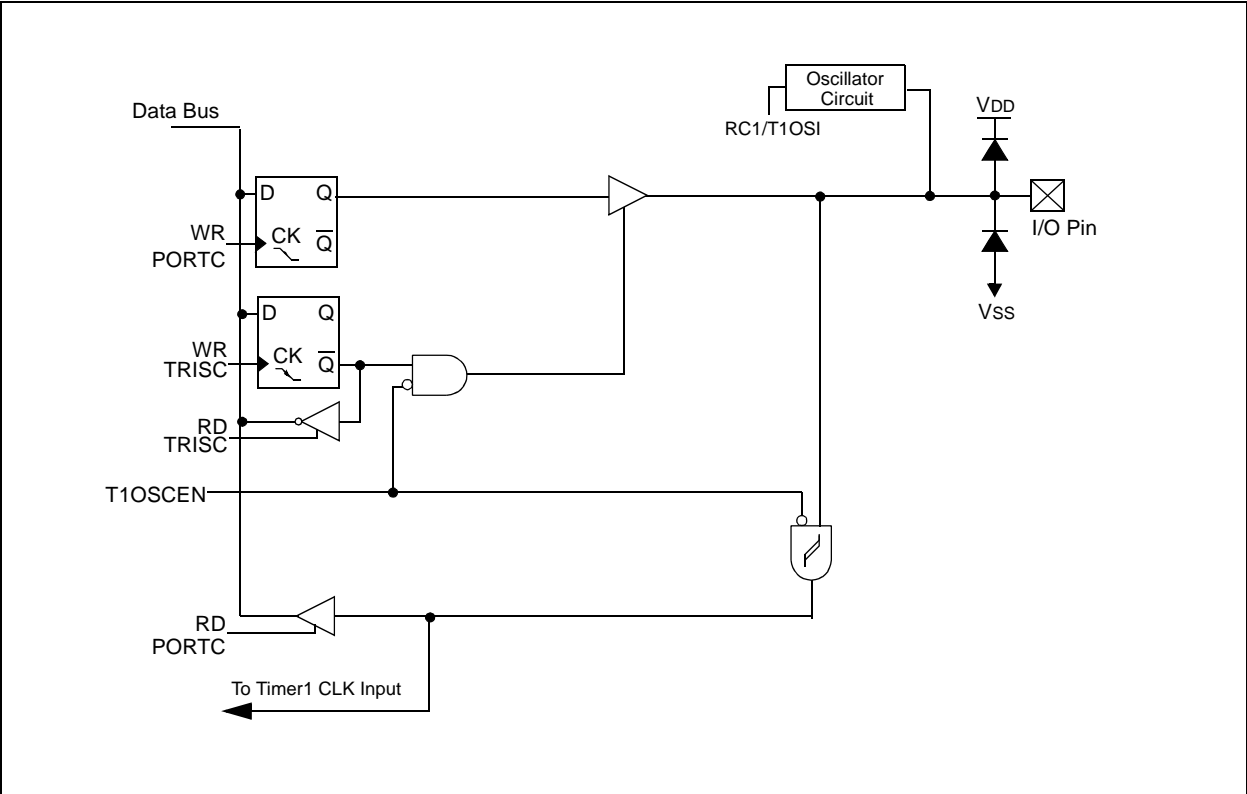 Oscillator
Circuit
RC1/T1OSI
VDD
Data Bus
D Q
WR
PORTC
CK Q̅
I/O Pin
VSS
D Q
WR
TRISC
CK Q̅
RD
TRISC
T1OSCEN
RD
PORTC
To Timer1 CLK Input